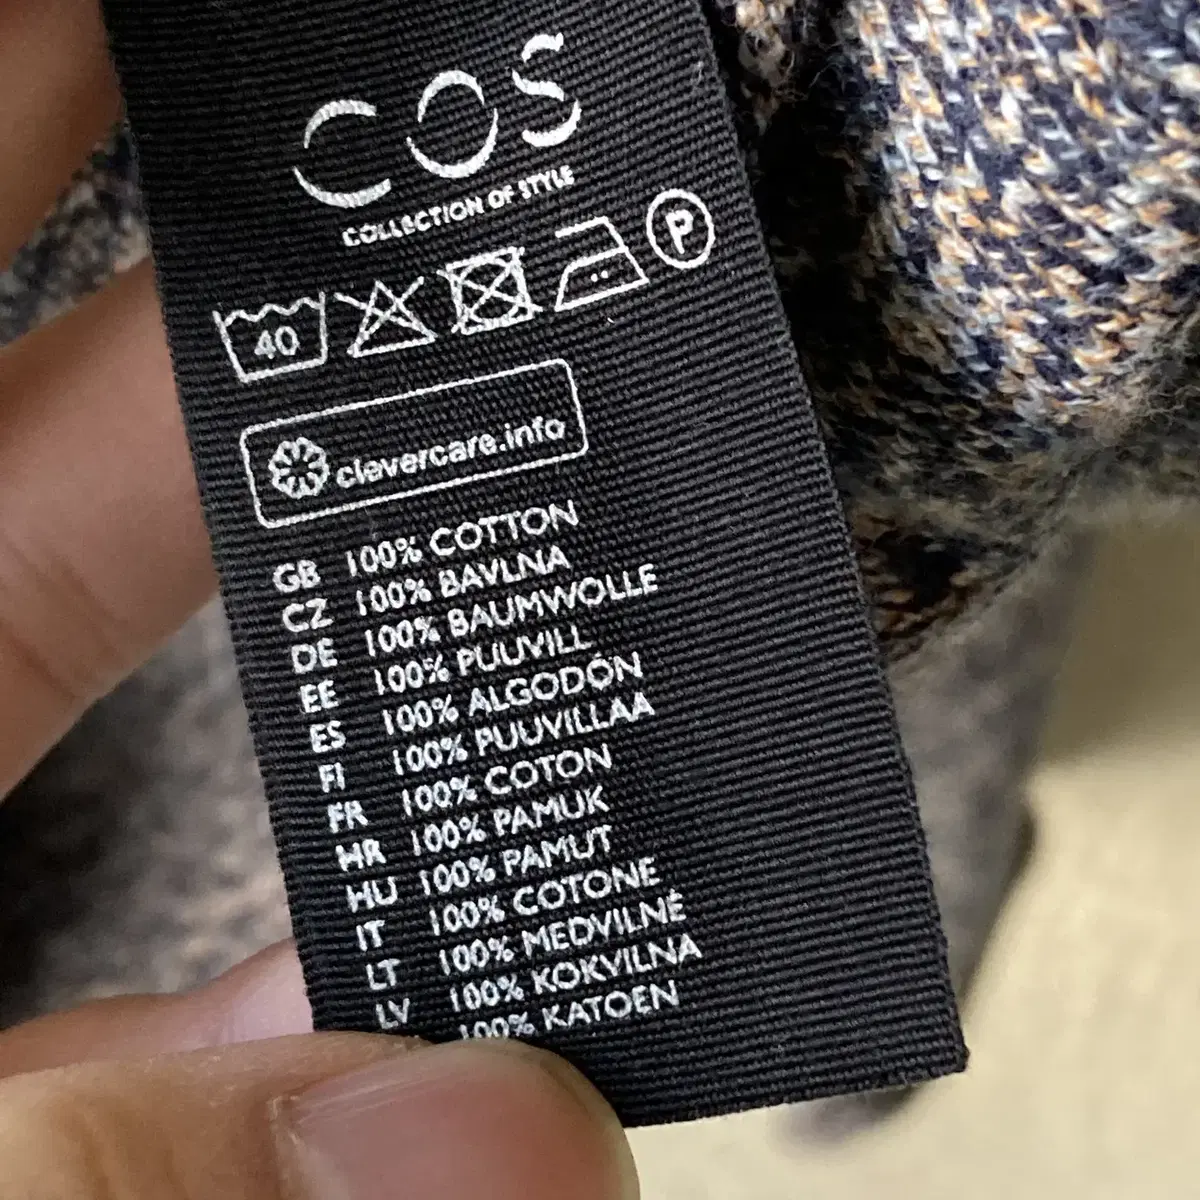 COS
COLLECTION OF STYLE
40 P
clevercare.info
GB 100% COTTON
CZ 100% BAVLNA
DE 100% BAUMWOLLE
EE 100% PUUVILL
ES 100% ALGODÓN
FI 100% PUUVILLAA
FR 100% COTON
HR 100% PAMUK
HU 100% PAMUT
IT 100% COTONE
LT 100% MEDVILNĖ
LV 100% KOKVILNA
100% KATOEN